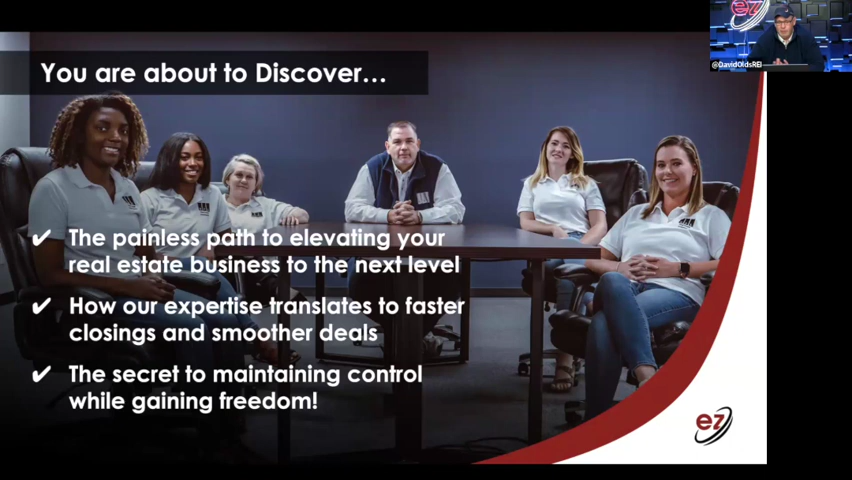 ez
@DavidOldsREI
You are about to Discover...
✔ The painless path to elevating your
real estate business to the next level
✔ How our expertise translates to faster
closings and smoother deals
✔ The secret to maintaining control
while gaining freedom!
ez